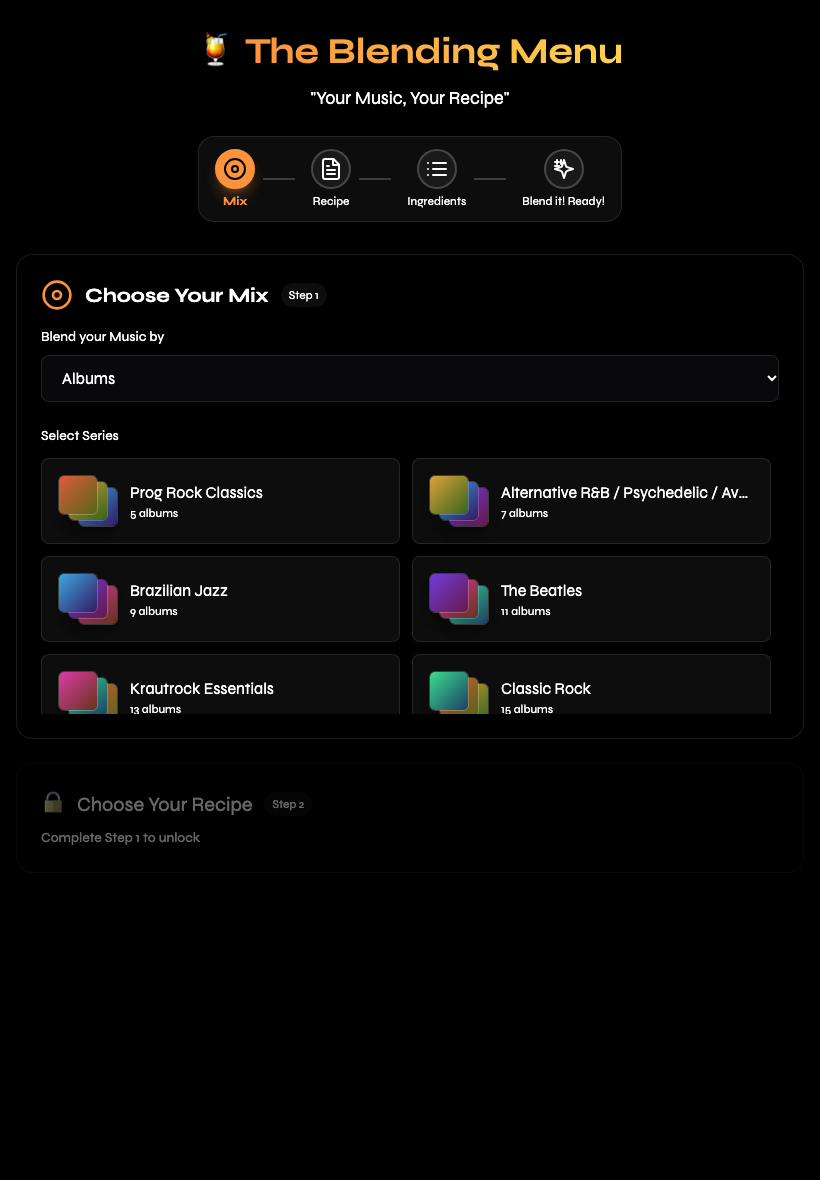 The Blending Menu
"Your Music, Your Recipe"
Mix
Recipe
Ingredients
Blend it! Ready!
Choose Your Mix
Step 1
Blend your Music by
Albums
Select Series
Prog Rock Classics
5 albums
Alternative R&B / Psychedelic / Av...
7 albums
Brazilian Jazz
9 albums
The Beatles
11 albums
Krautrock Essentials
13 albums
Classic Rock
15 albums
Choose Your Recipe
Step 2
Complete Step 1 to unlock